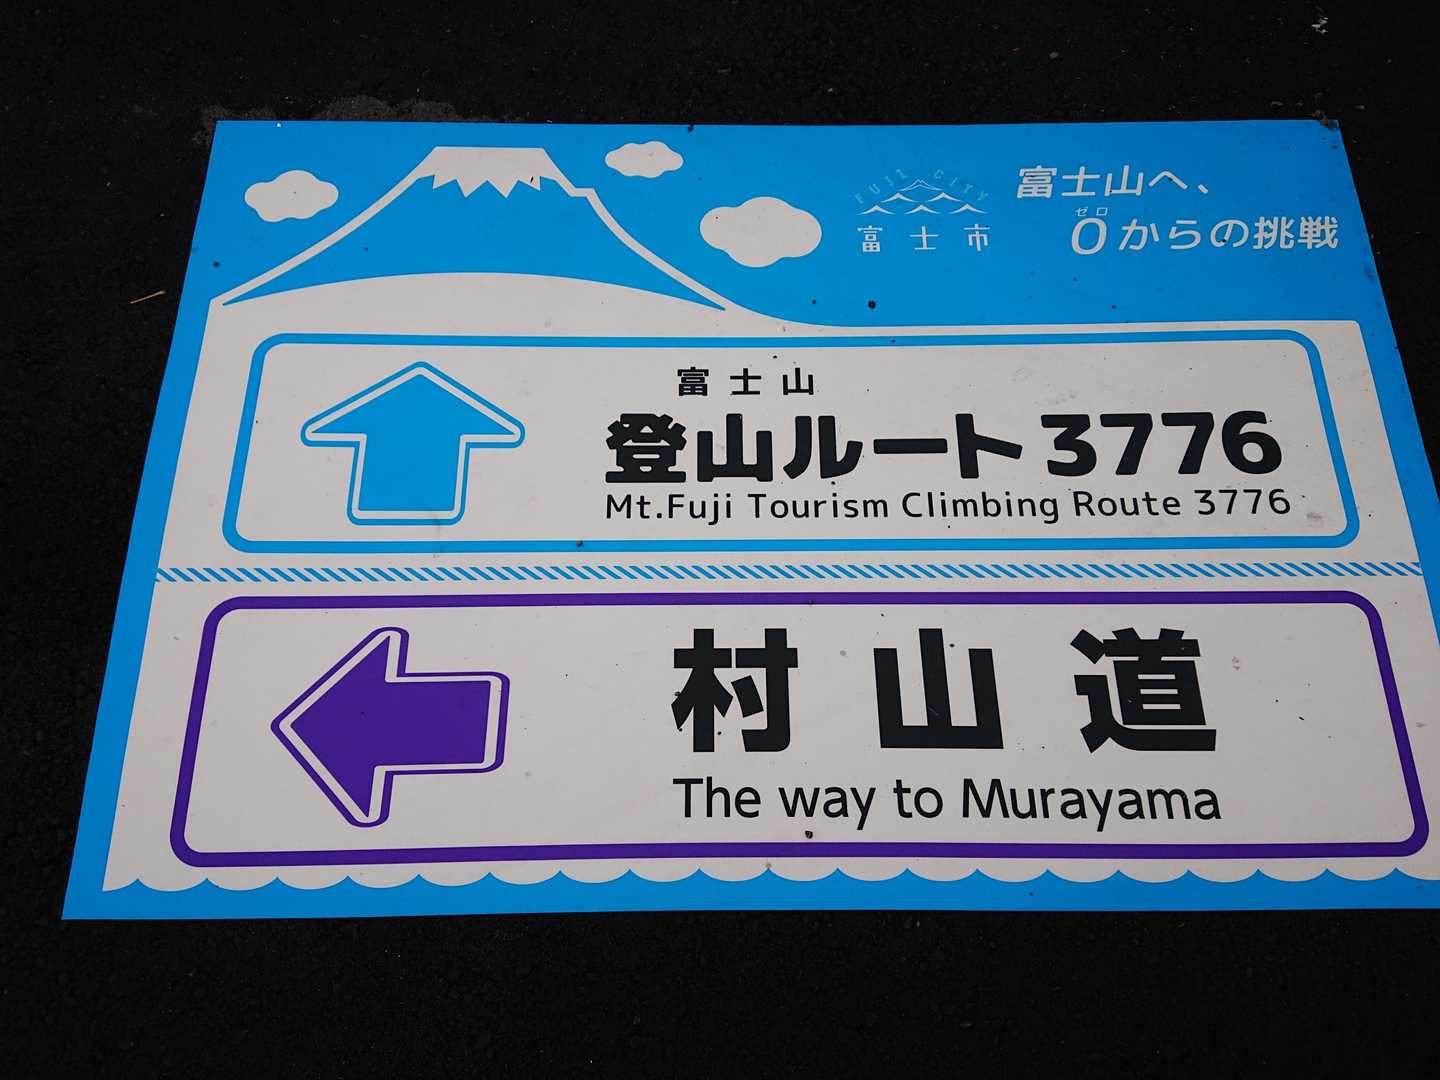 FUJI CITY
富士市
富士山へ、
ゼロ
0からの挑戦
富士山
登山ルート3776
Mt.Fuji Tourism Climbing Route 3776
村山道
The way to Murayama